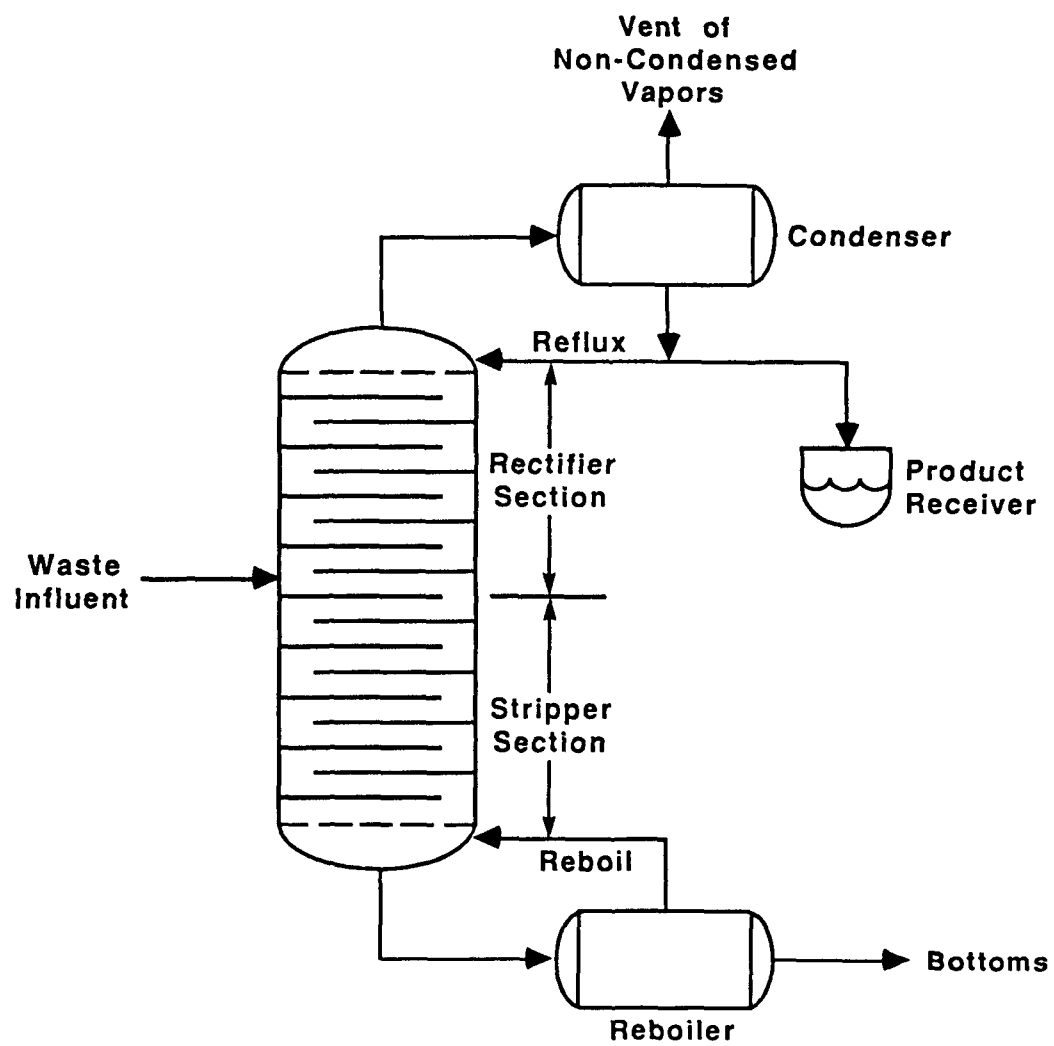 Vent of
Non-Condensed
Vapors
Condenser
Reflux
Rectifier
Section
Product
Receiver
Waste
Influent
Stripper
Section
Reboil
Bottoms
Reboiler